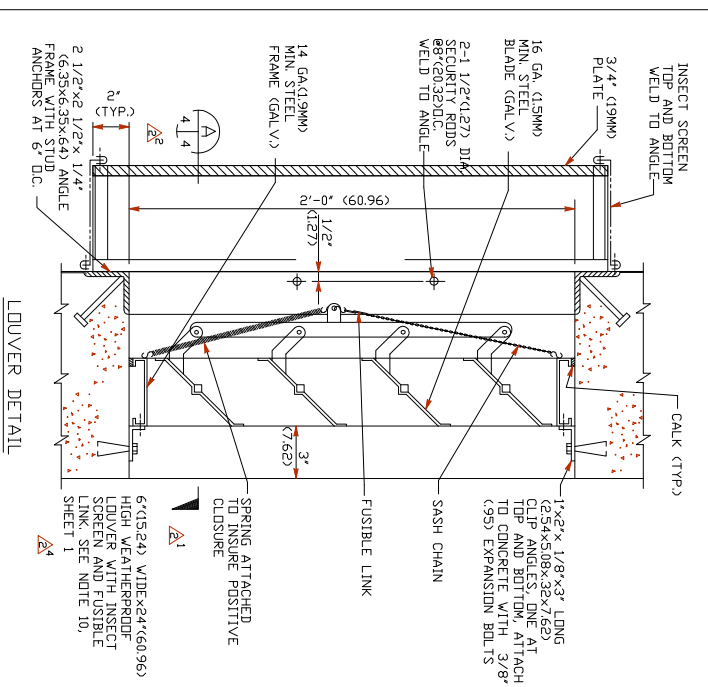 INSECT SCREEN
TOP AND BOTTOM
WELD TO ANGLE
3/4" (19MM)
PLATE
16 GA. (1.5MM)
MIN. STEEL
BLADE (GALV.)
2-1 1/2"(1.27) DIA.
SECURITY RODS
@8"(20.32)O.C.
WELD TO ANGLE
14 GA.(1.9MM)
MIN. STEEL
FRAME (GALV.)
A
4 4
2 2
2"
(TYP.)
2 1/2"x2 1/2"x 1/4"
(6.35x6.35x.64) ANGLE
FRAME WITH STUD
ANCHORS AT 6" O.C.
2'-0" (60.96)
1/2"
(1.27)
3"
(7.62)
CALK (TYP.)
1"x2"x 1/8"x3" LONG
(2.54x5.08x.32x7.62)
CLIP ANGLES, ONE AT
TOP AND BOTTOM, ATTACH
TO CONCRETE WITH 3/8"
(.95) EXPANSION BOLTS
SASH CHAIN
FUSIBLE LINK
SPRING ATTACHED
TO INSURE POSITIVE
CLOSURE
2 1
6"(15.24) WIDEx24"(60.96)
HIGH WEATHERPROOF
LOUVER WITH INSECT
SCREEN AND FUSIBLE
LINK. SEE NOTE 10,
SHEET 1
2 4
LOUVER DETAIL